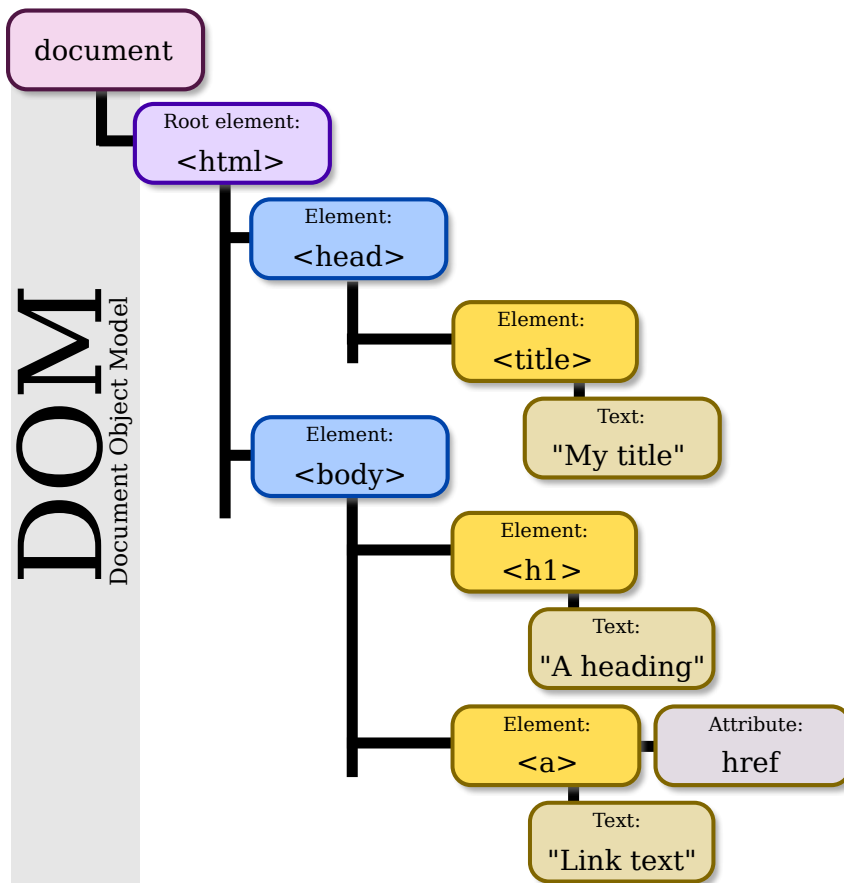 document
Root element:
<html>
Element:
<head>
Element:
<title>
Text:
"My title"
Element:
<body>
Element:
<h1>
Text:
"A heading"
Element:
<a>
Attribute:
href
Text:
"Link text"
DOM
Document Object Model